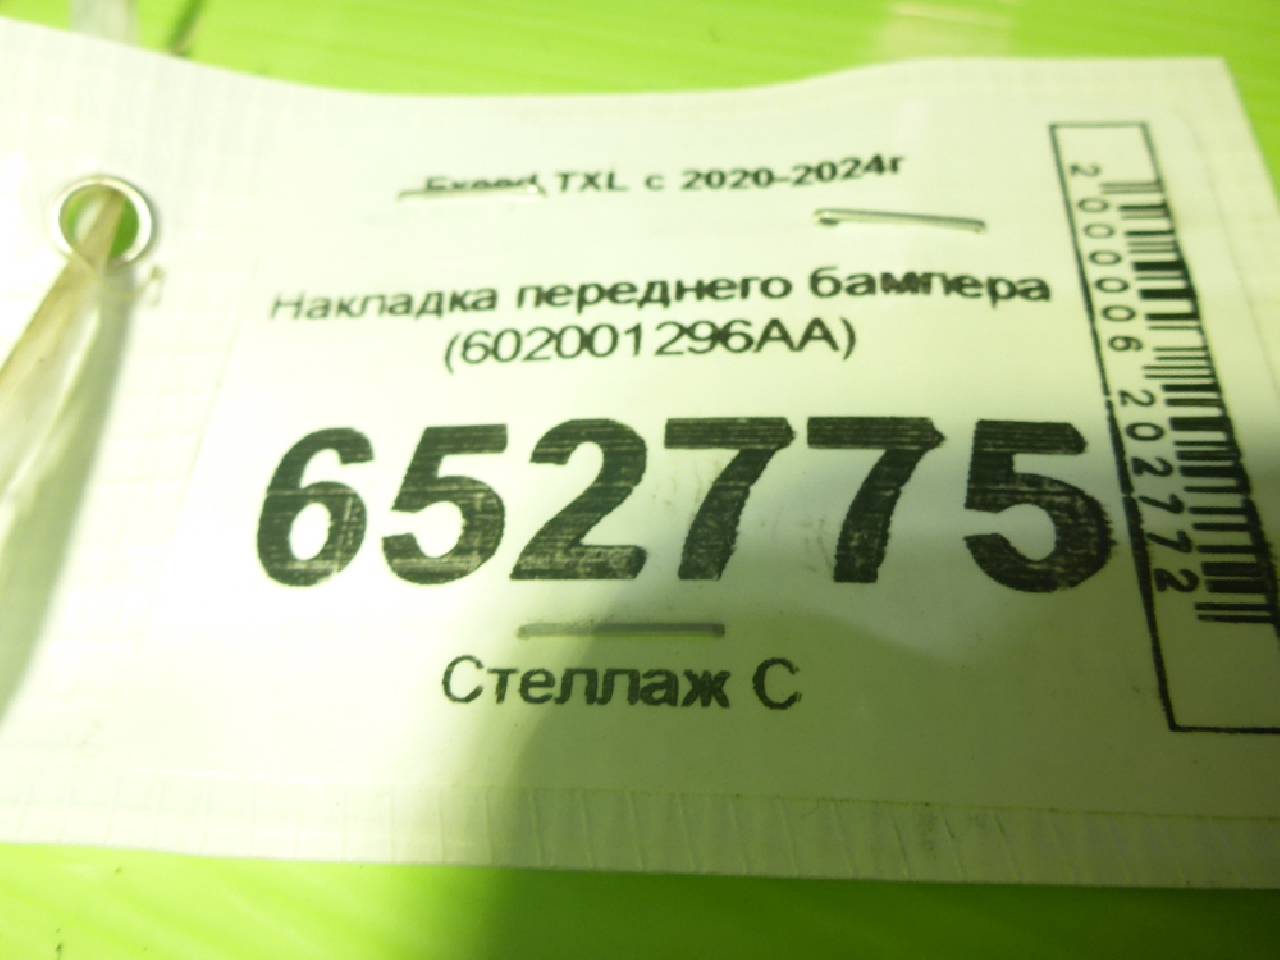 Exeed TXL с 2020-2024г
Накладка переднего бампера
(602001296AA)
652775
Стеллаж С
2000006202772